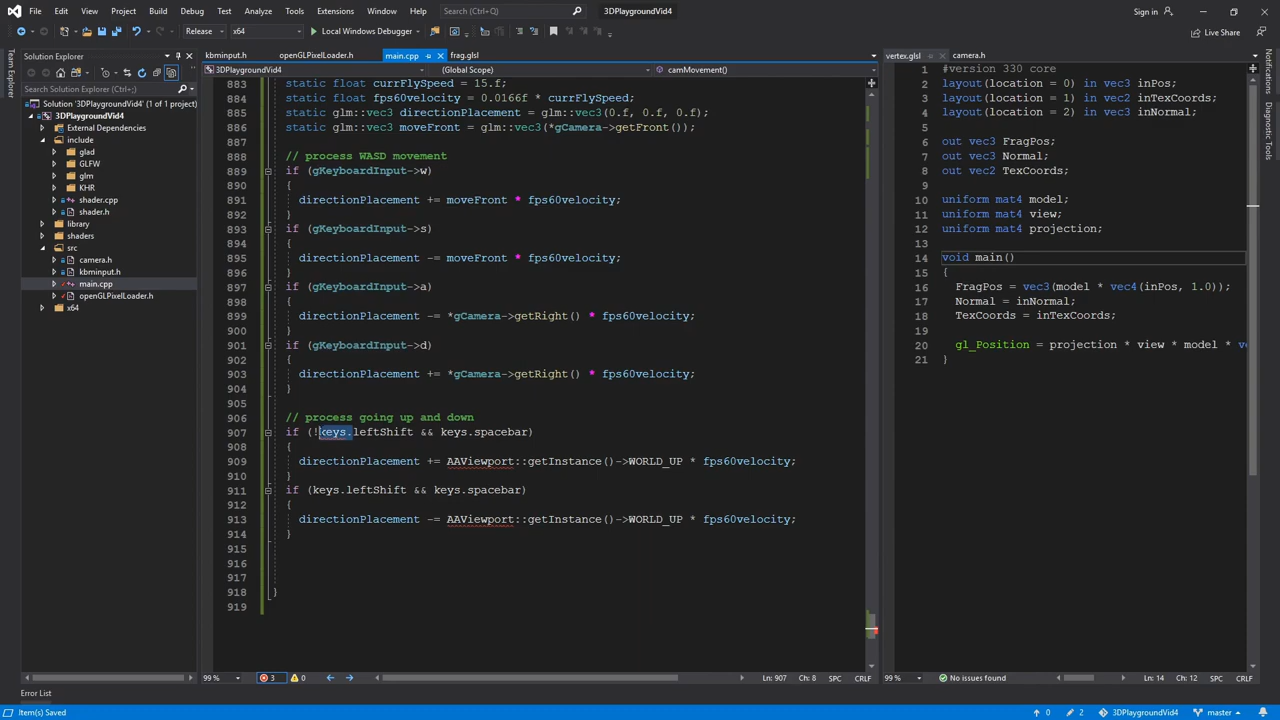 File Edit View Git Project Build Debug Test Analyze Tools Extensions Window Help Search (Ctrl+Q) 3DPlaygroundVid4 Sign in
Release x64 Local Windows Debugger Live Share
Team Explorer
Solution Explorer
Search Solution Explorer (Ctrl+;)
Solution '3DPlaygroundVid4' (1 of 1 project)
3DPlaygroundVid4
External Dependencies
include
glad
GLFW
glm
KHR
shader.cpp
shader.h
library
shaders
src
camera.h
kbminput.h
main.cpp
openGLPixelLoader.h
x64
kbminput.h openGLPixelLoader.h main.cpp frag.glsl
3DPlaygroundVid4 (Global Scope) camMovement()
883 static float currFlySpeed = 15.f;
884 static float fps60velocity = 0.0166f * currFlySpeed;
885 static glm::vec3 directionPlacement = glm::vec3(0.f, 0.f, 0.f);
886 static glm::vec3 moveFront = glm::vec3(*gCamera->getFront());
887
888 // process WASD movement
889 if (gKeyboardInput->w)
890 {
891 directionPlacement += moveFront * fps60velocity;
892 }
893 if (gKeyboardInput->s)
894 {
895 directionPlacement -= moveFront * fps60velocity;
896 }
897 if (gKeyboardInput->a)
898 {
899 directionPlacement -= *gCamera->getRight() * fps60velocity;
900 }
901 if (gKeyboardInput->d)
902 {
903 directionPlacement += *gCamera->getRight() * fps60velocity;
904 }
905
906 // process going up and down
907 if (!keys.leftShift && keys.spacebar)
908 {
909 directionPlacement += AAViewport::getInstance()->WORLD_UP * fps60velocity;
910 }
911 if (keys.leftShift && keys.spacebar)
912 {
913 directionPlacement -= AAViewport::getInstance()->WORLD_UP * fps60velocity;
914 }
915
916
917
918 }
919
99 % 3 0 Ln: 907 Ch: 8 SPC CRLF
vertex.glsl camera.h
1 #version 330 core
2 layout(location = 0) in vec3 inPos;
3 layout(location = 1) in vec2 inTexCoords;
4 layout(location = 2) in vec3 inNormal;
5
6 out vec3 FragPos;
7 out vec3 Normal;
8 out vec2 TexCoords;
9
10 uniform mat4 model;
11 uniform mat4 view;
12 uniform mat4 projection;
13
14 void main()
15 {
16 FragPos = vec3(model * vec4(inPos, 1.0));
17 Normal = inNormal;
18 TexCoords = inTexCoords;
19
20 gl_Position = projection * view * model * v
21 }
99 % No issues found Ln: 14 Ch: 12 SPC CRLF
Notifications
Diagnostic Tools
Error List
Item(s) Saved 0 2 3DPlaygroundVid4 master